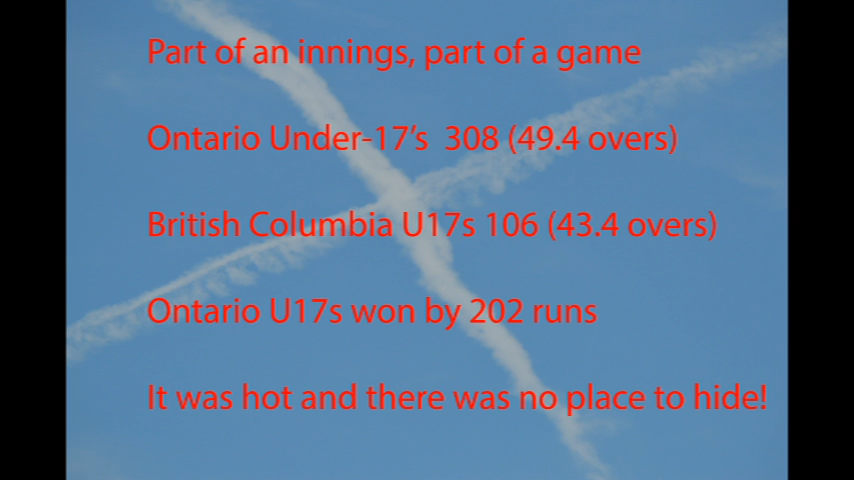 Part of an innings, part of a game
Ontario Under-17’s  308 (49.4 overs)
British Columbia U17s 106 (43.4 overs)
Ontario U17s won by 202 runs
It was hot and there was no place to hide!